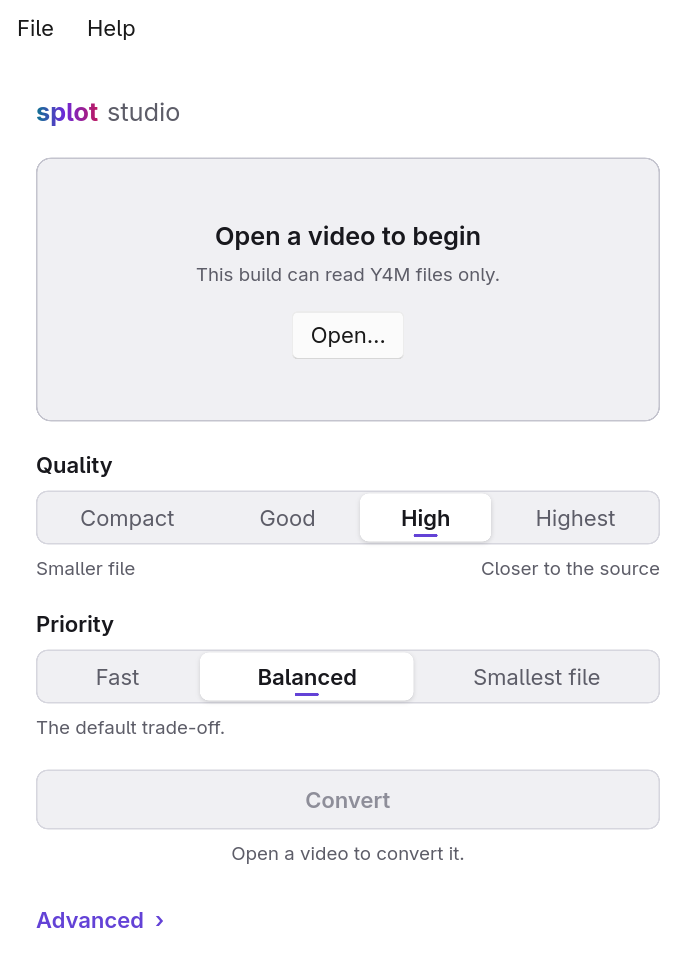 File Help
splot studio
Open a video to begin
This build can read Y4M files only.
Open...
Quality
Compact Good High Highest
Smaller file Closer to the source
Priority
Fast Balanced Smallest file
The default trade-off.
Convert
Open a video to convert it.
Advanced ›